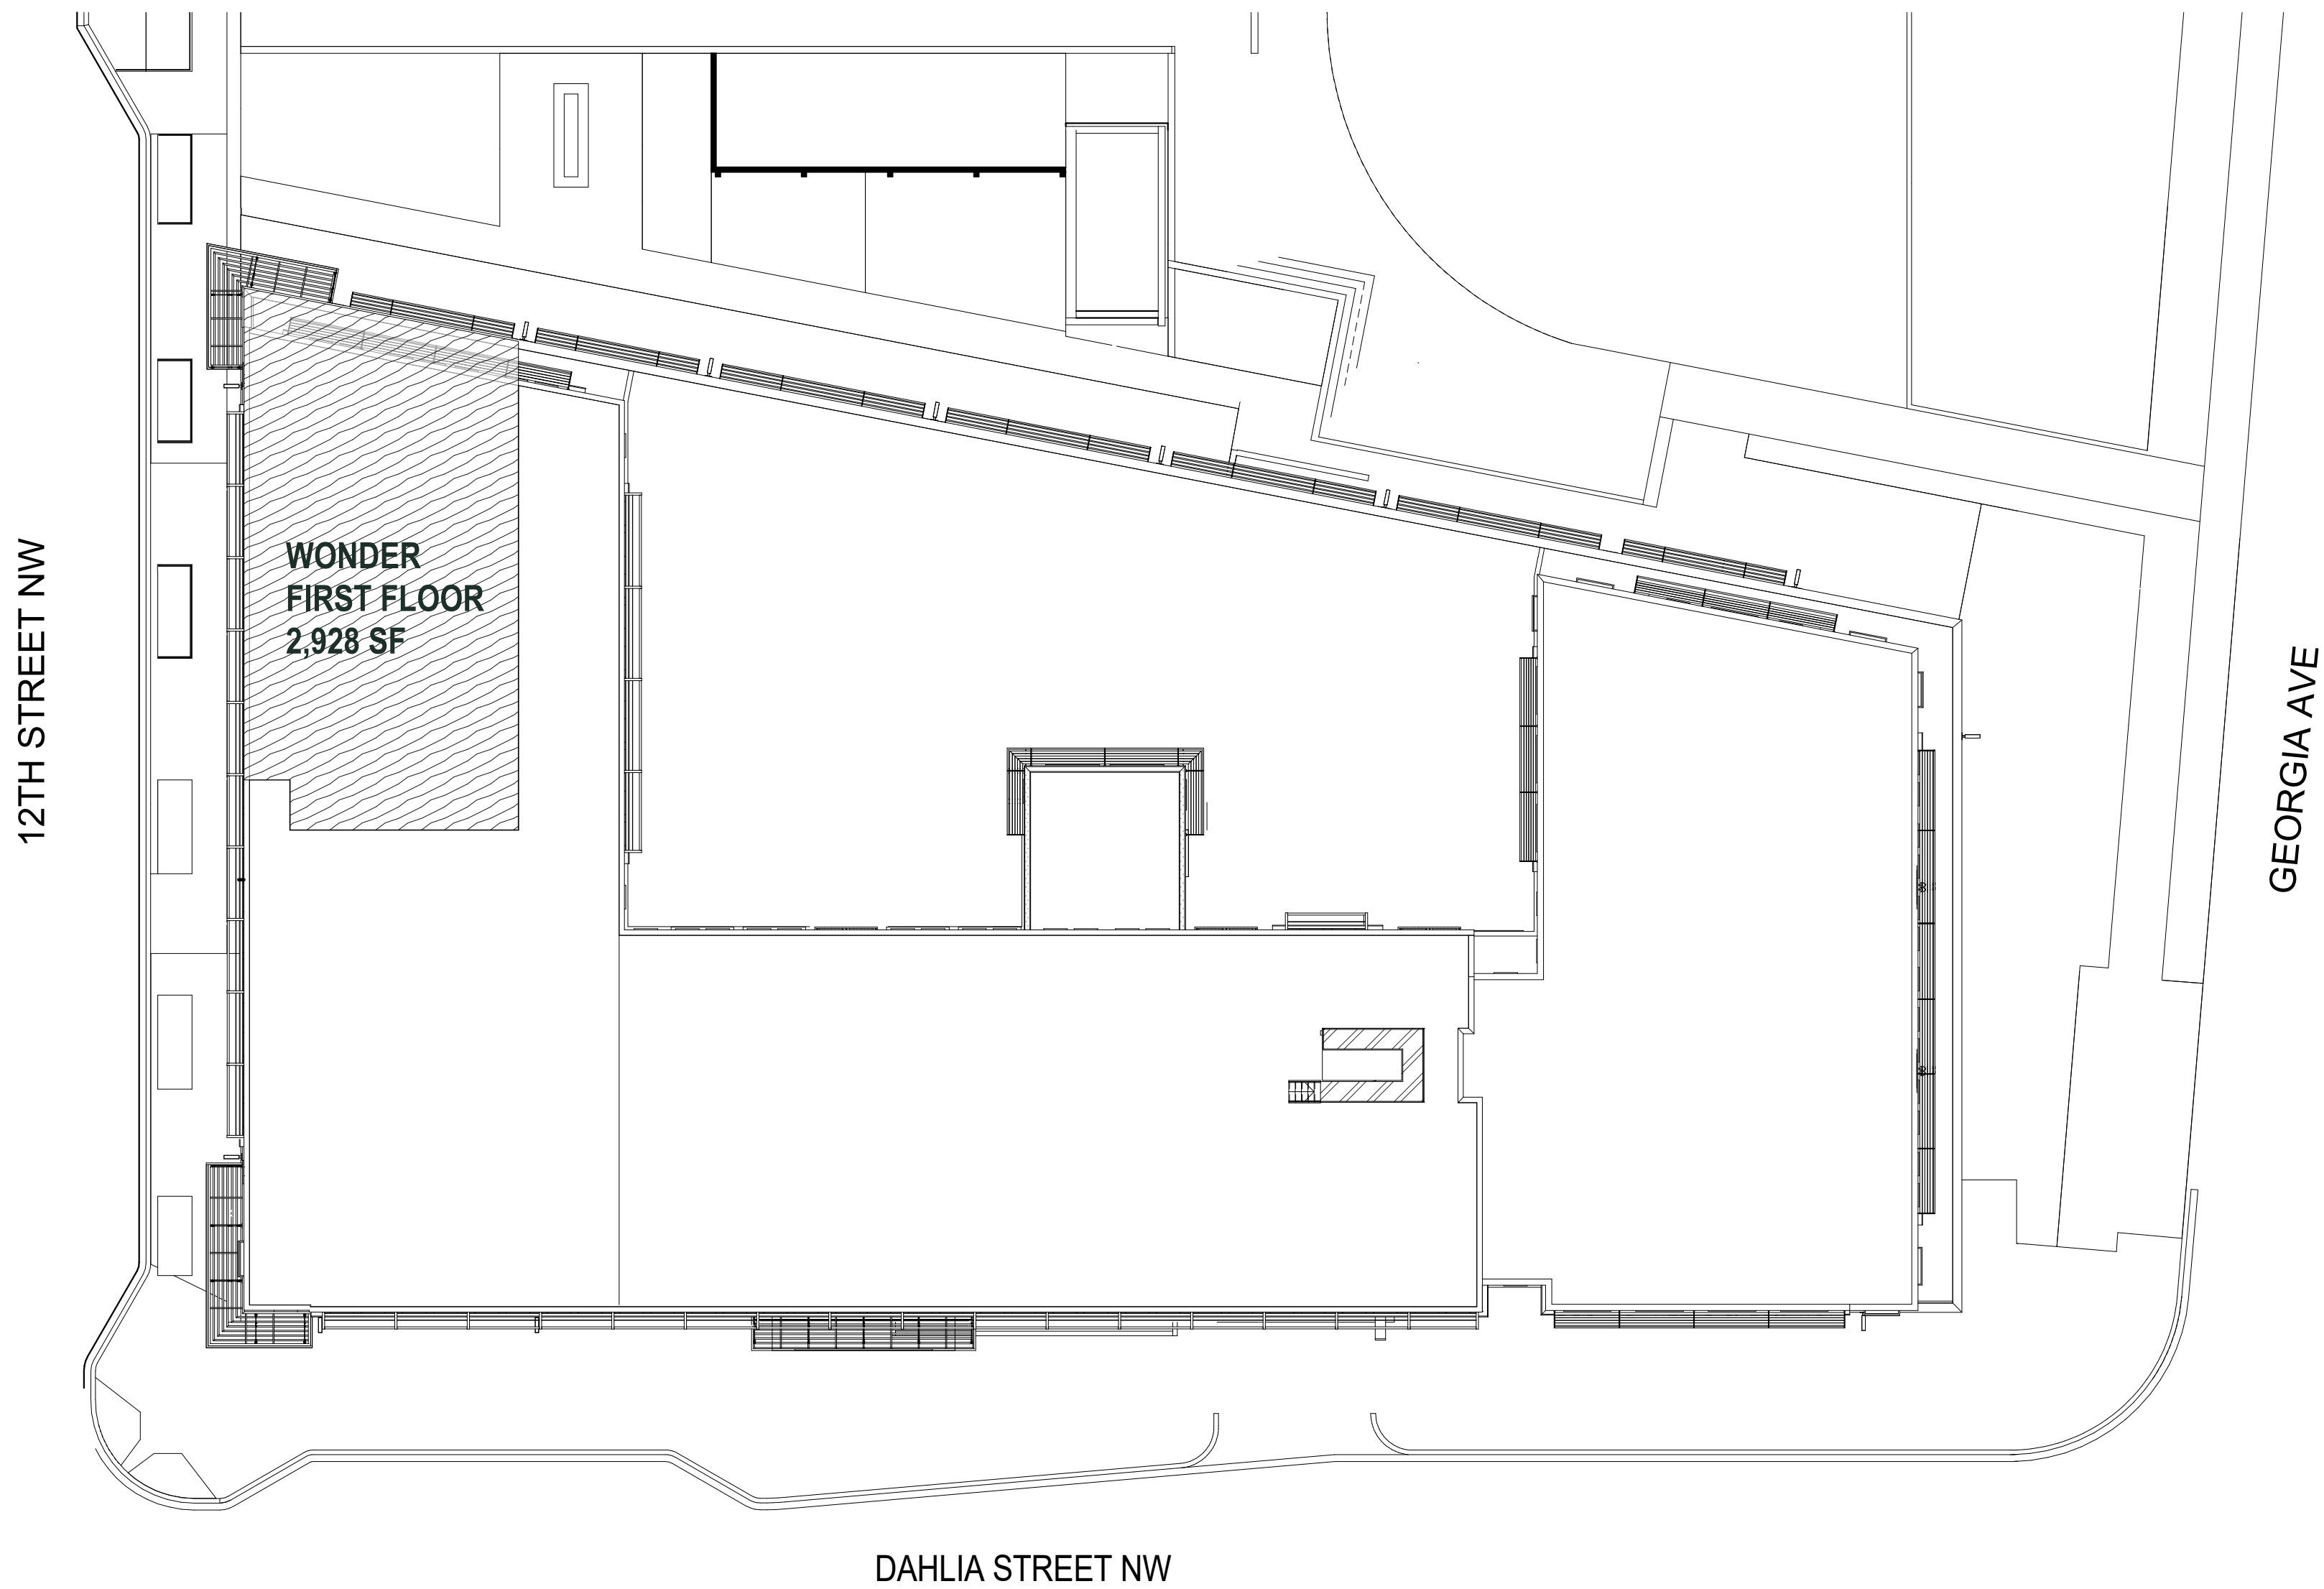 12TH STREET NW
WONDER
FIRST FLOOR
2,928 SF
GEORGIA AVE
DAHLIA STREET NW